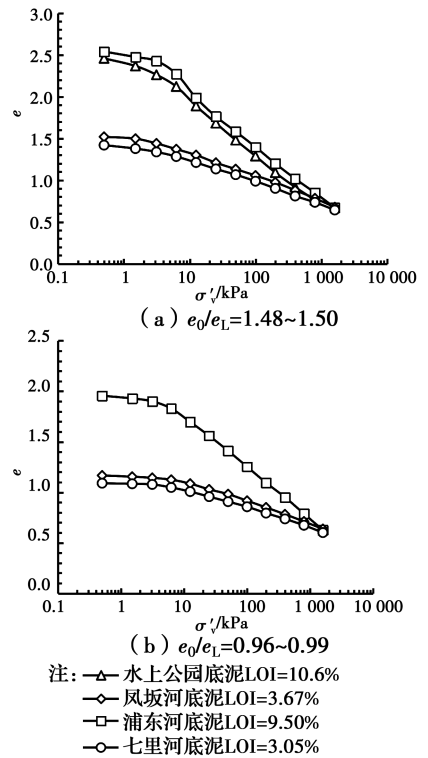 3.0
2.5
2.0
1.5
1.0
0.5
0.0
e
0.1 1 10 100 1 000 10 000
σ′v/kPa
（a）e0/eL=1.48~1.50
2.5
2.0
1.5
1.0
0.5
0.0
e
0.1 1 10 100 1 000 10 000
σ′v/kPa
（b）e0/eL=0.96~0.99
注：水上公园底泥LOI=10.6%
凤坂河底泥LOI=3.67%
浦东河底泥LOI=9.50%
七里河底泥LOI=3.05%